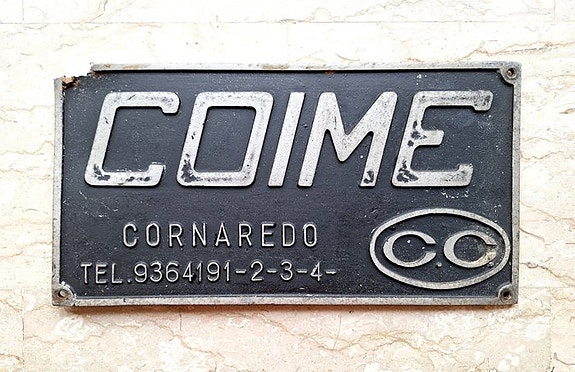 COIME
CORNAREDO
TEL.9364191-2-3-4-
C.C